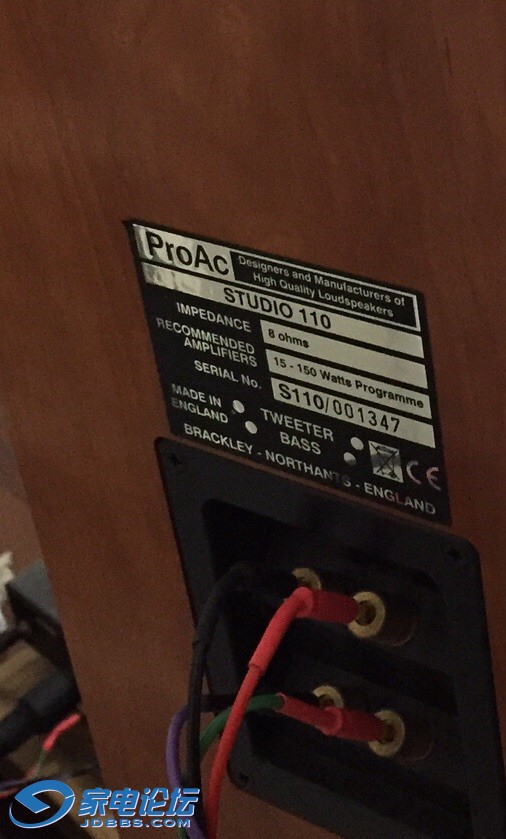 ProAc
Designers and Manufacturers of
High Quality Loudspeakers
STUDIO 110
IMPEDANCE
8 ohms
RECOMMENDED
AMPLIFIERS
15 - 150 Watts Programme
SERIAL No.
S110/001347
MADE IN
ENGLAND
TWEETER
BASS
CE
BRACKLEY - NORTHANTS - ENGLAND
家电论坛
JDBBS.COM